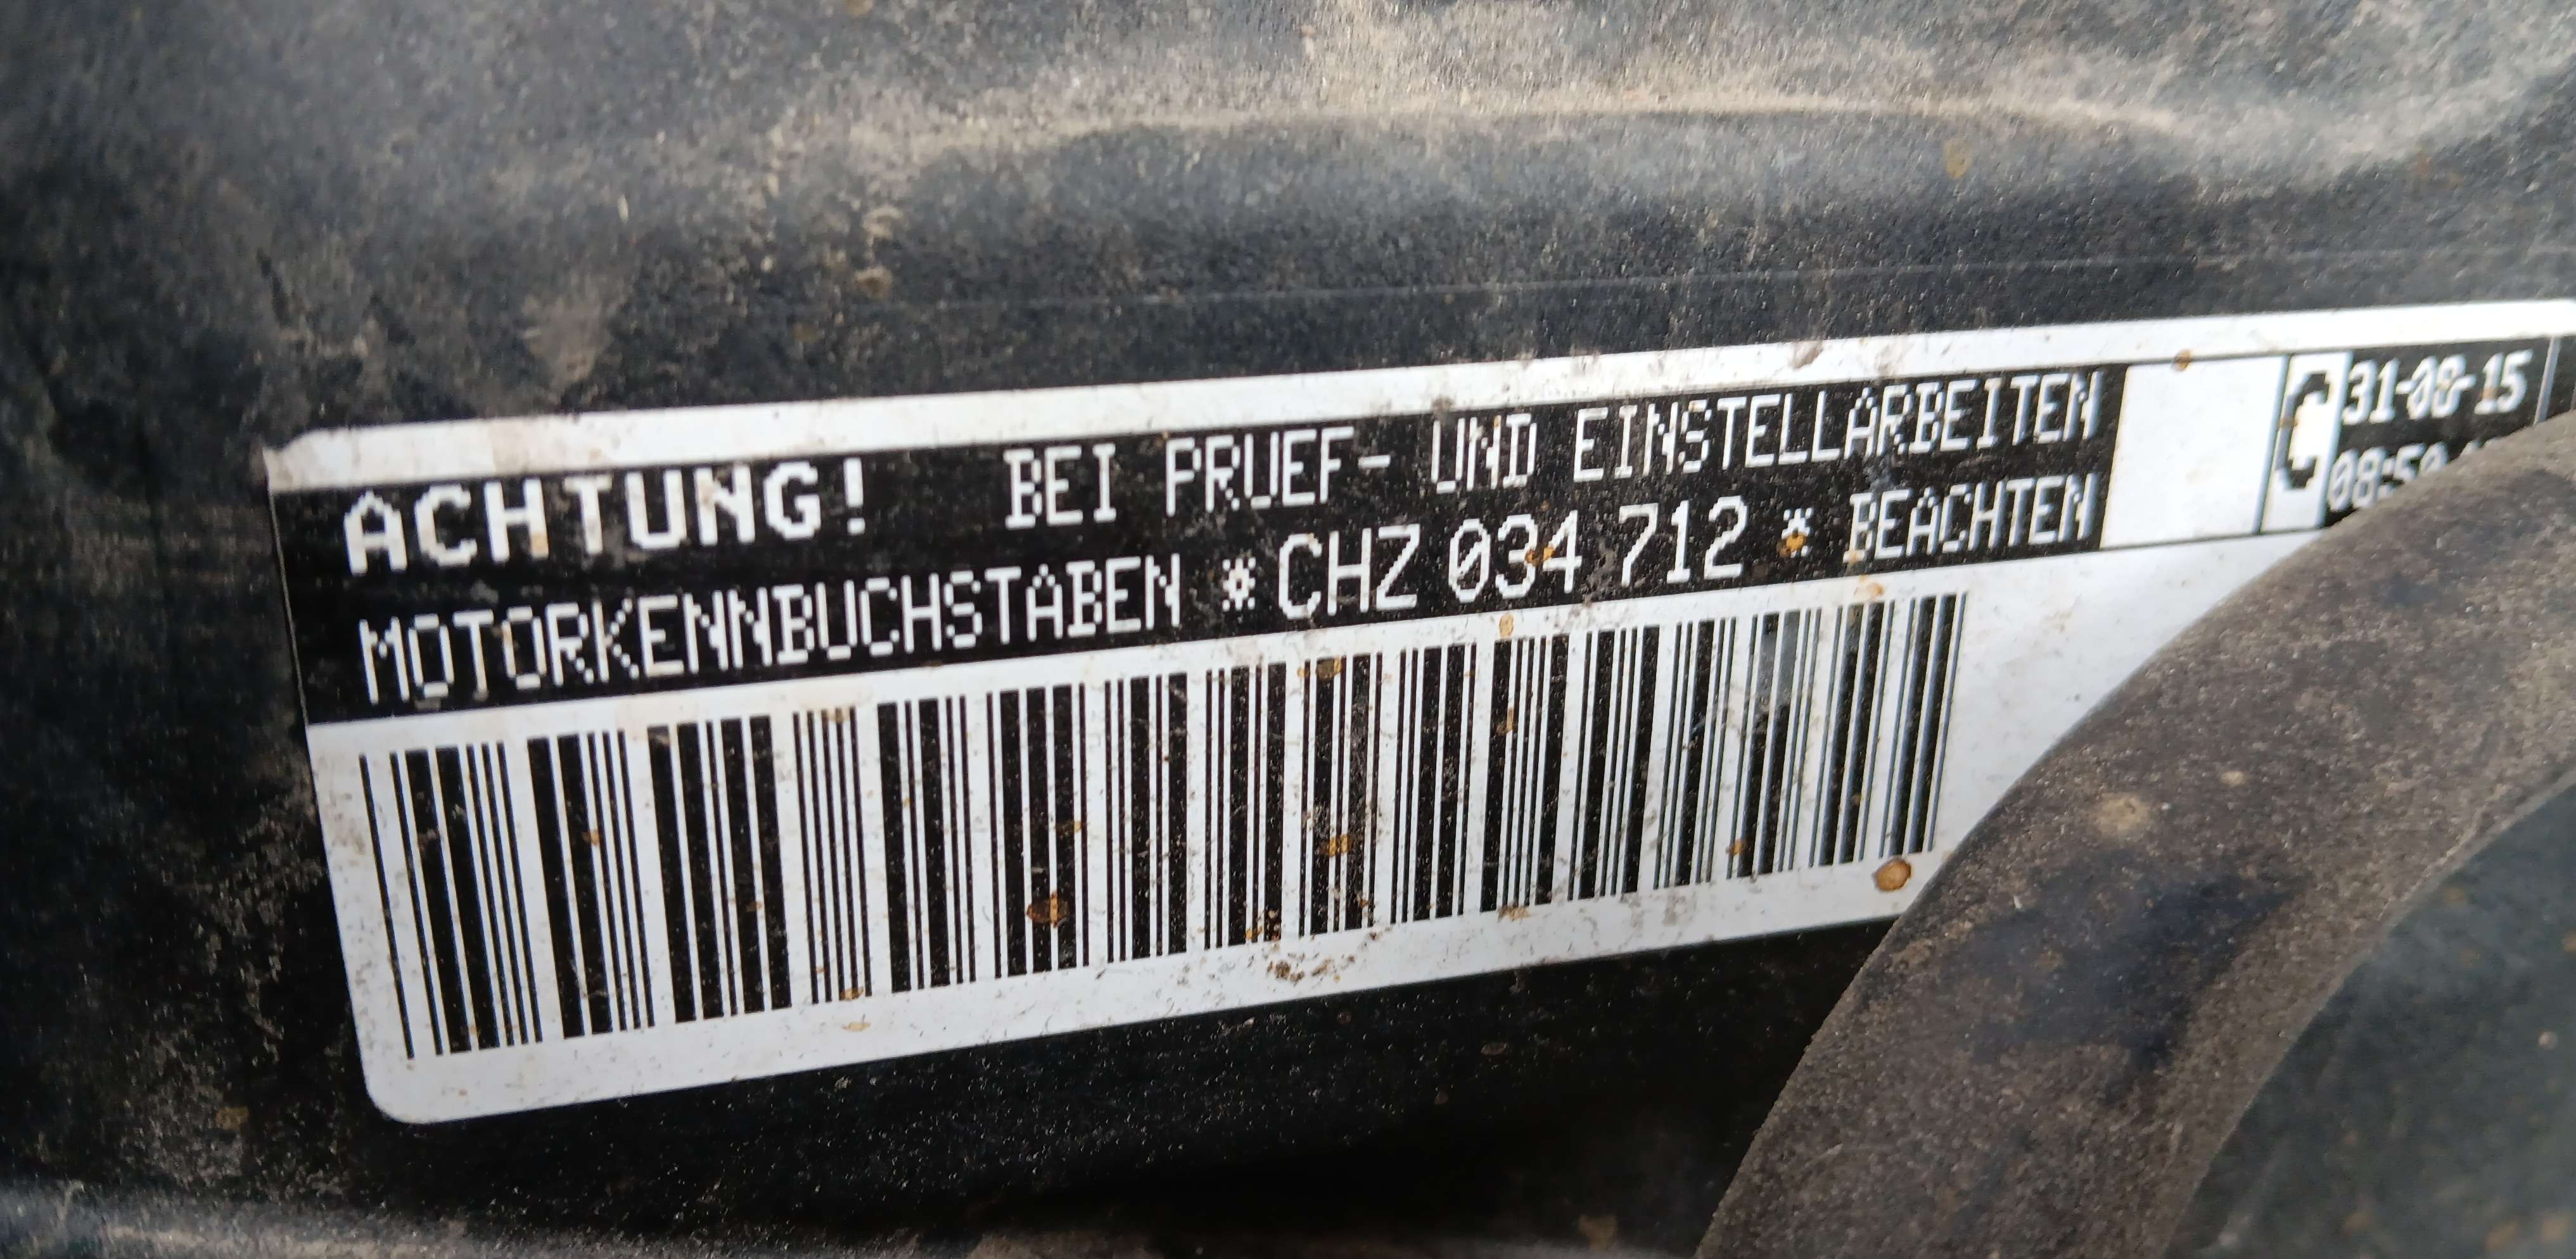 ACHTUNG! BEI PRUEF- UND EINSTELLARBEITEN
MOTORKENNBUCHSTABEN *CHZ 034 712 * BEACHTEN
C
31-08-15